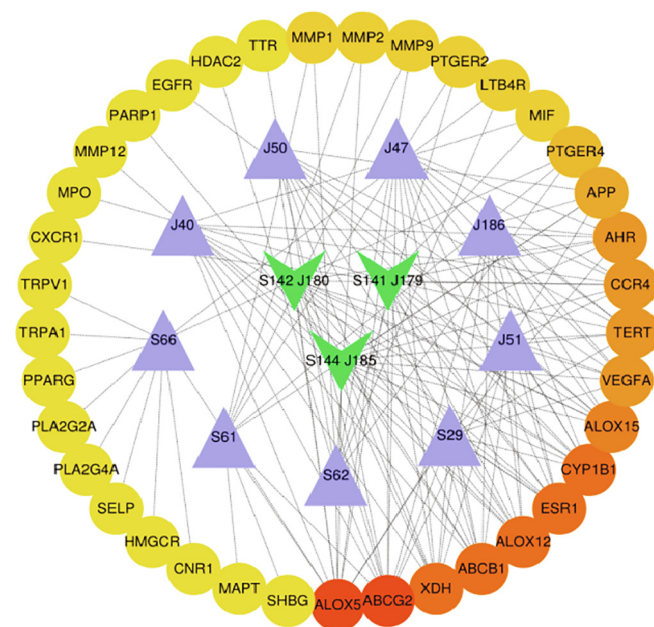 TTR
MMP1
MMP2
MMP9
PTGER2
LTB4R
MIF
PTGER4
APP
AHR
CCR4
TERT
VEGFA
ALOX15
CYP1B1
ESR1
ALOX12
ABCB1
XDH
ABCG2
ALOX5
SHBG
MAPT
CNR1
HMGCR
SELP
PLA2G4A
PLA2G2A
PPARG
TRPA1
TRPV1
CXCR1
MPO
MMP12
PARP1
EGFR
HDAC2
J50
J47
J186
J51
S29
S62
S61
S66
J40
S142 J180
S141 J179
S144 J185